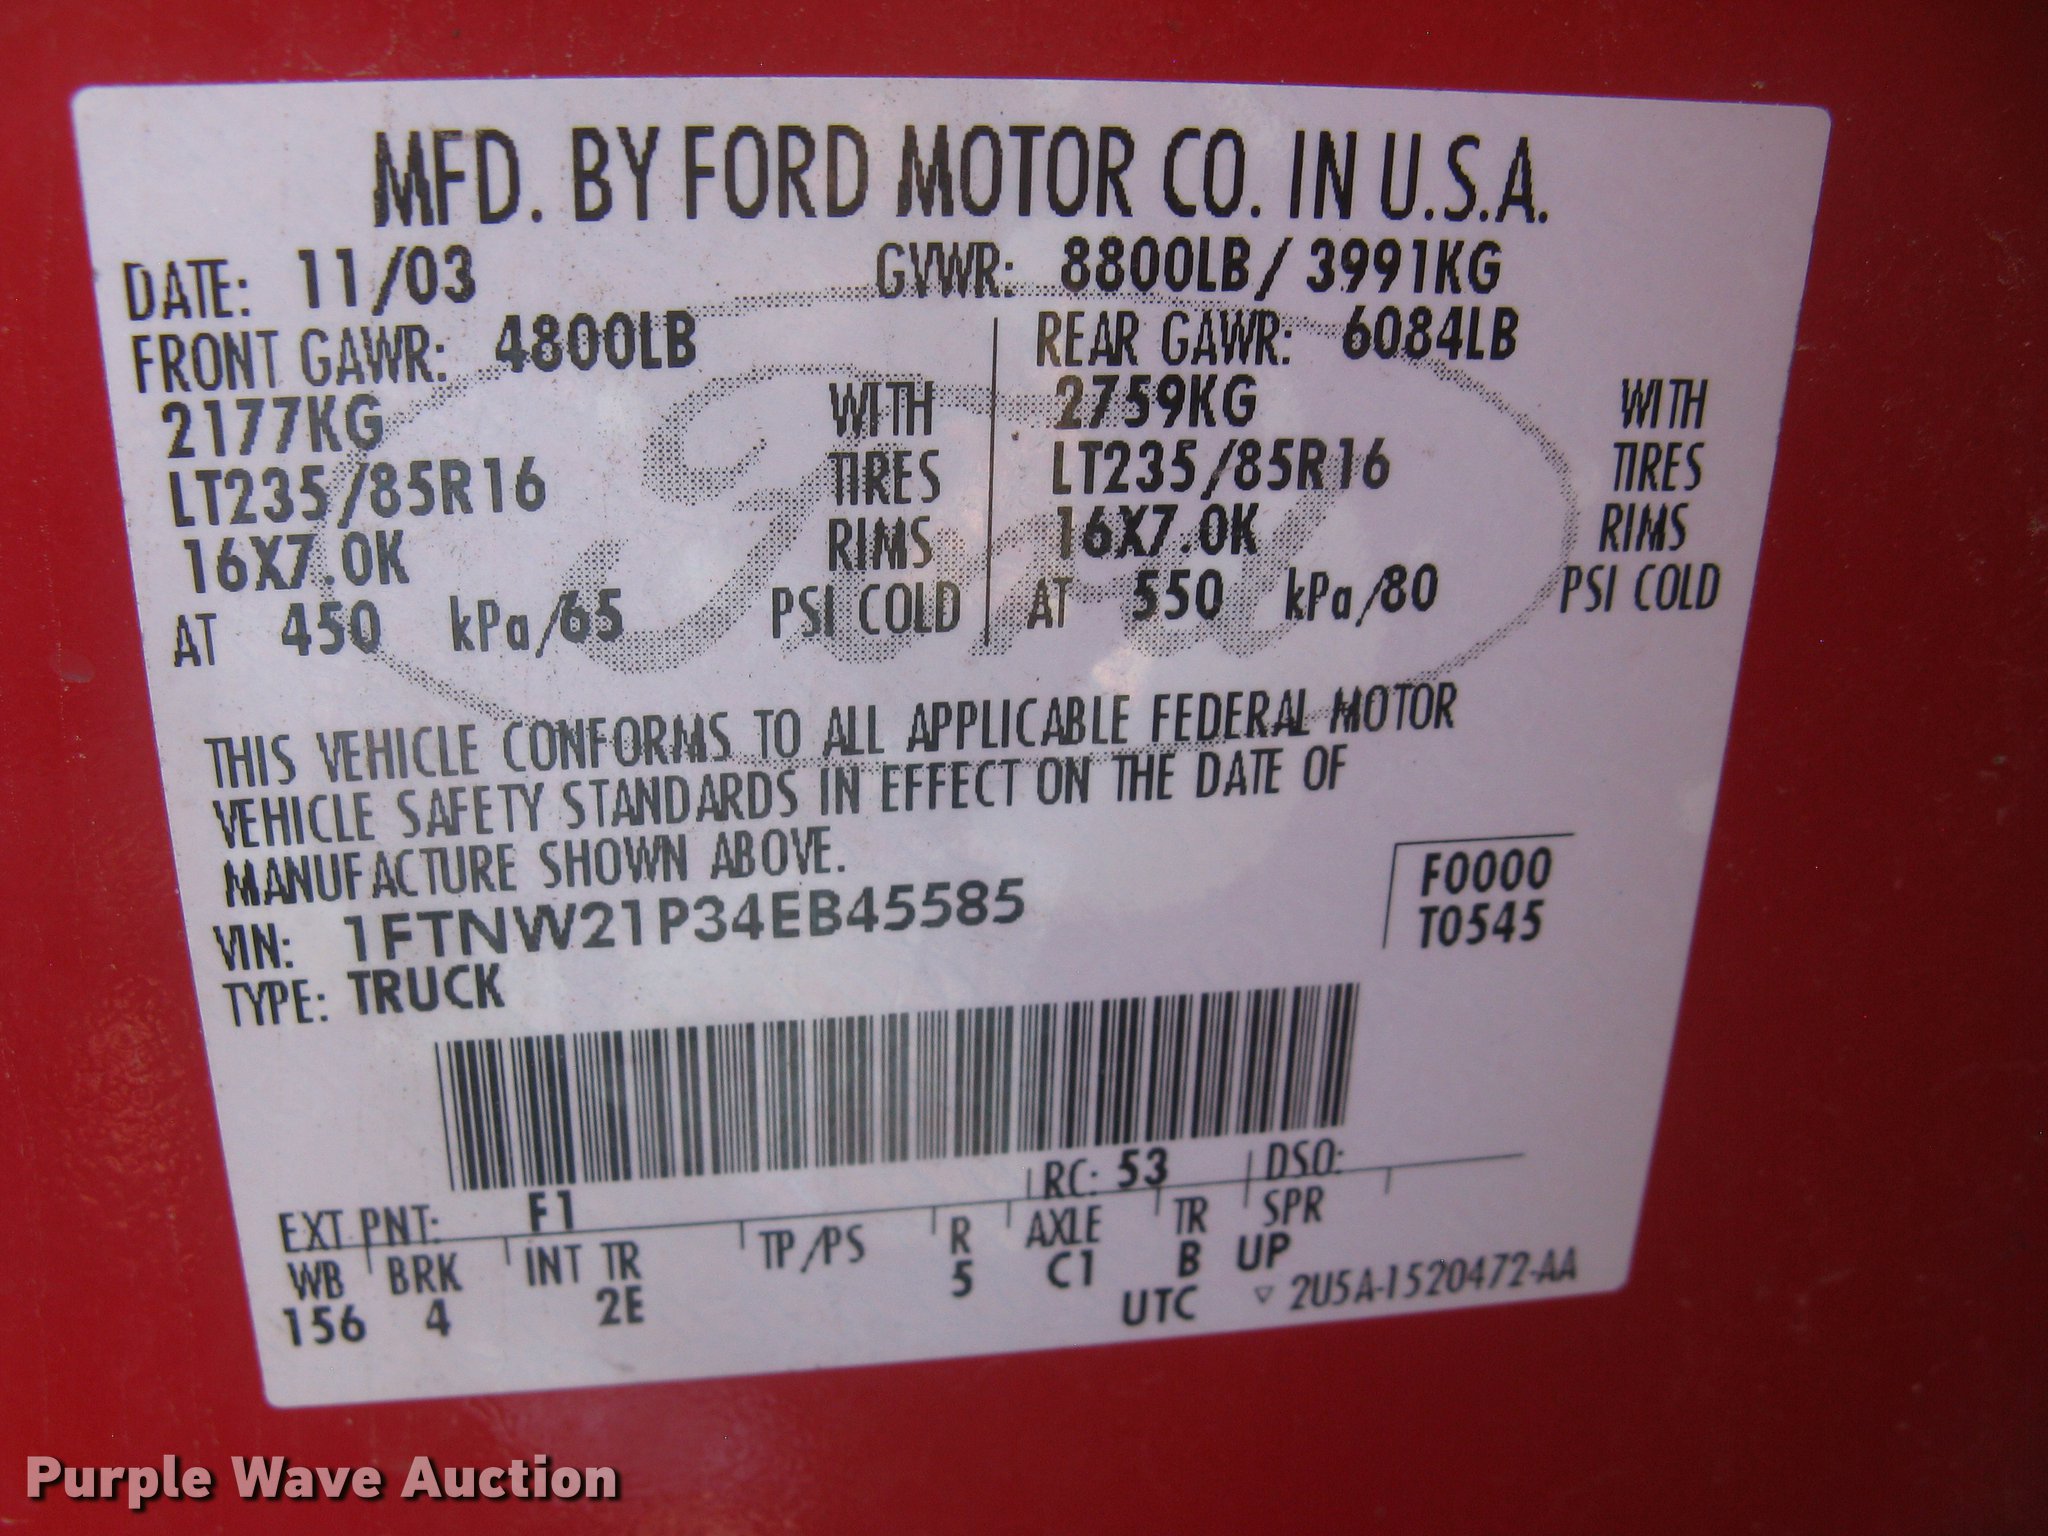 MFD. BY FORD MOTOR CO. IN U.S.A.
DATE: 11/03 GVWR: 8800LB/ 3991KG
FRONT GAWR: 4800LB REAR GAWR: 6084LB
2177KG WITH 2759KG WITH
LT235/85R16 TIRES LT235/85R16 TIRES
16X7.0K RIMS 16X7.0K RIMS
AT 450 kPa/65 PSI COLD AT 550 kPa/80 PSI COLD
Ford
THIS VEHICLE CONFORMS TO ALL APPLICABLE FEDERAL MOTOR
VEHICLE SAFETY STANDARDS IN EFFECT ON THE DATE OF
MANUFACTURE SHOWN ABOVE.
F0000
T0545
VIN: 1FTNW21P34EB45585
TYPE: TRUCK
EXT PNT: F1 RC: 53 DSO:
WB BRK INT TR TP/PS R AXLE TR SPR
156 4 2E 5 C1 B UP
UTC ▽ 2U5A-1520472-AA
Purple Wave Auction